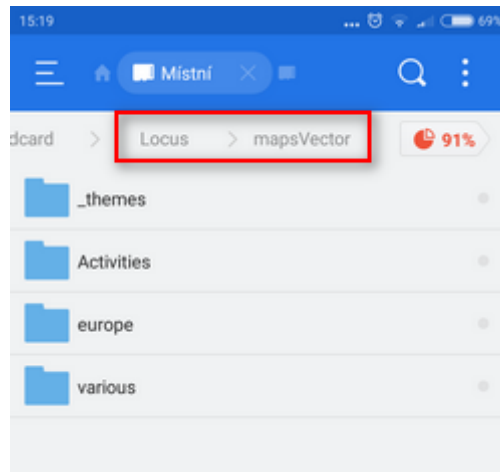 15:19 ... 69%
Místní
dcard > Locus > mapsVector 91%
_themes
Activities
europe
various